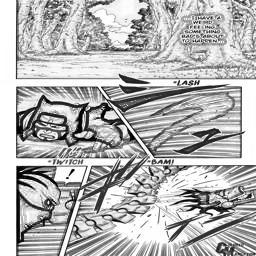 I HAVE A
WEIRD
FEELING
SOMETHING
BAD'S ABOUT
TO HAPPEN...
-LASH
-TWITCH
-BAM!
!